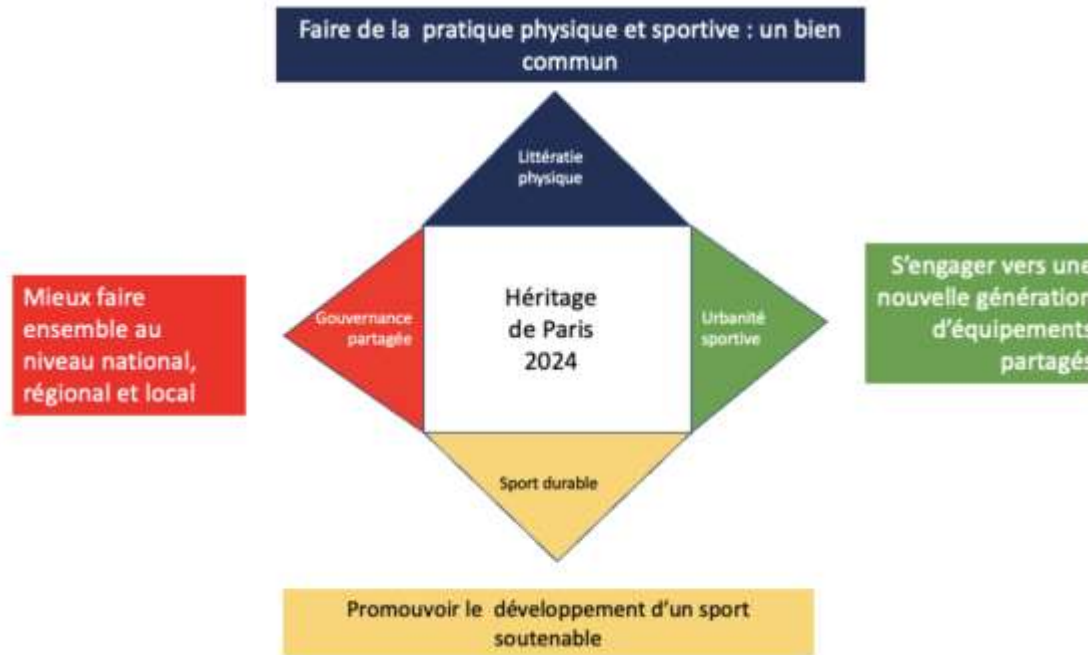 Faire de la pratique physique et sportive : un bien
commun
Littératie
physique
Mieux faire
ensemble au
niveau national,
régional et local
Gouvernance
partagée
Héritage
de Paris
2024
Urbanité
sportive
S'engager vers une
nouvelle génération
d'équipements
partagés
Sport durable
Promouvoir le développement d'un sport
soutenable